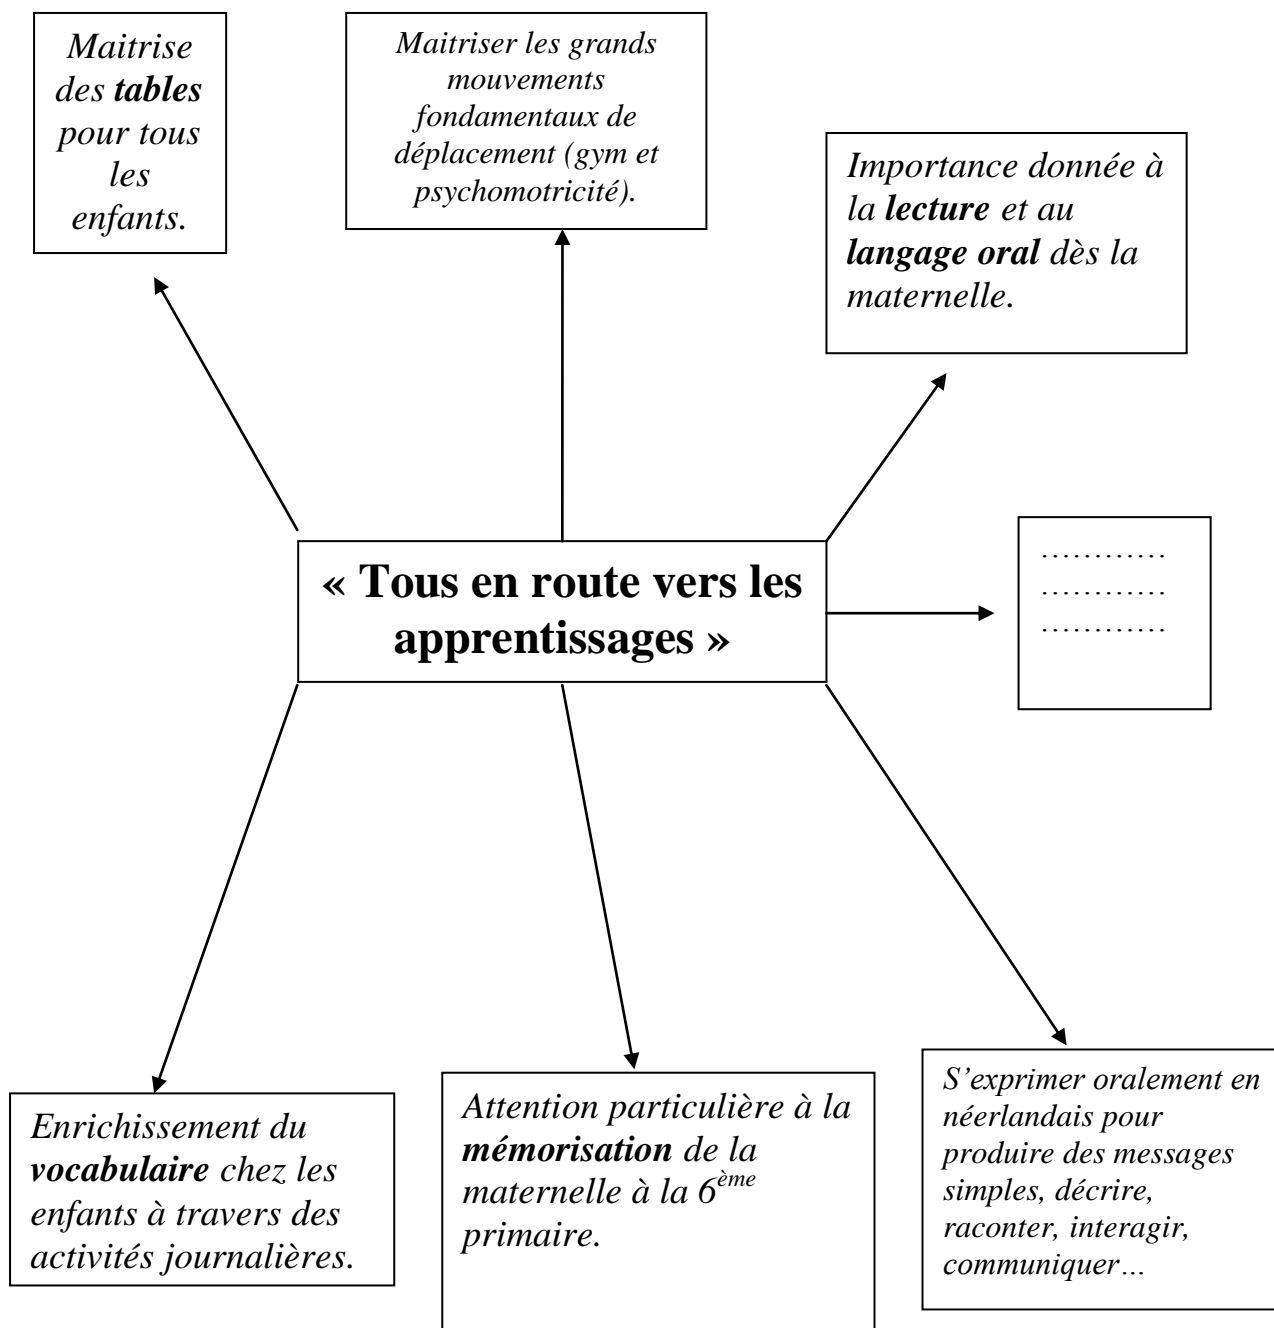 Maitrise
des tables
pour tous
les
enfants.
Maitriser les grands
mouvements
fondamentaux de
déplacement (gym et
psychomotricité).
Importance donnée à
la lecture et au
langage oral dès la
maternelle.
« Tous en route vers les
apprentissages »
…………
…………
…………
Enrichissement du
vocabulaire chez les
enfants à travers des
activités journalières.
Attention particulière à la
mémorisation de la
maternelle à la 6ème
primaire.
S’exprimer oralement en
néerlandais pour
produire des messages
simples, décrire,
raconter, interagir,
communiquer…